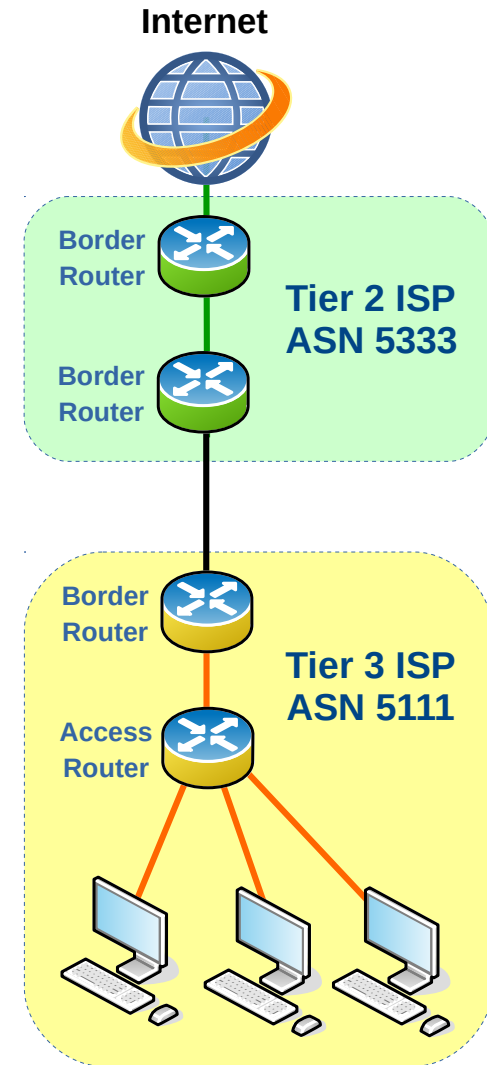 Internet
Border
Router
Tier 2 ISP
ASN 5333
Border
Router
Border
Router
Tier 3 ISP
ASN 5111
Access
Router